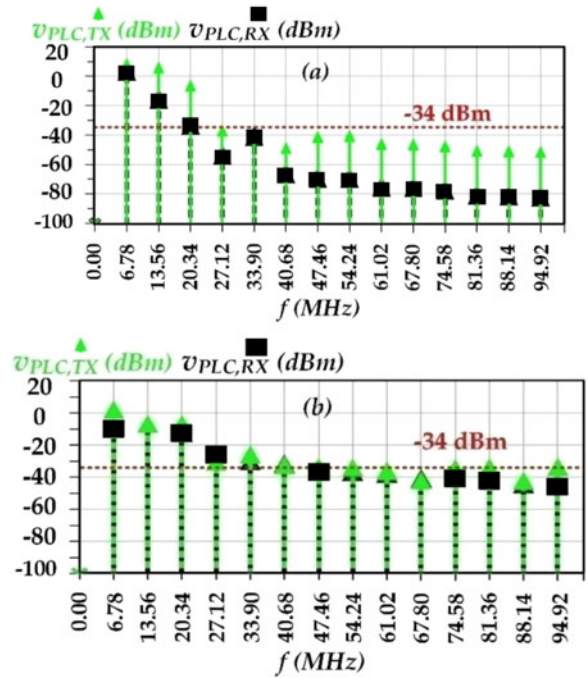 v_PLC,TX (dBm) v_PLC,RX (dBm)
(a)
20
0
-20
-40
-60
-80
-100
-34 dBm
0.00 6.78 13.56 20.34 27.12 33.90 40.68 47.46 54.24 61.02 67.80 74.58 81.36 88.14 94.92
f (MHz)
v_PLC,TX (dBm) v_PLC,RX (dBm)
(b)
20
0
-20
-40
-60
-80
-100
-34 dBm
0.00 6.78 13.56 20.34 27.12 33.90 40.68 47.46 54.24 61.02 67.80 74.58 81.36 88.14 94.92
f (MHz)